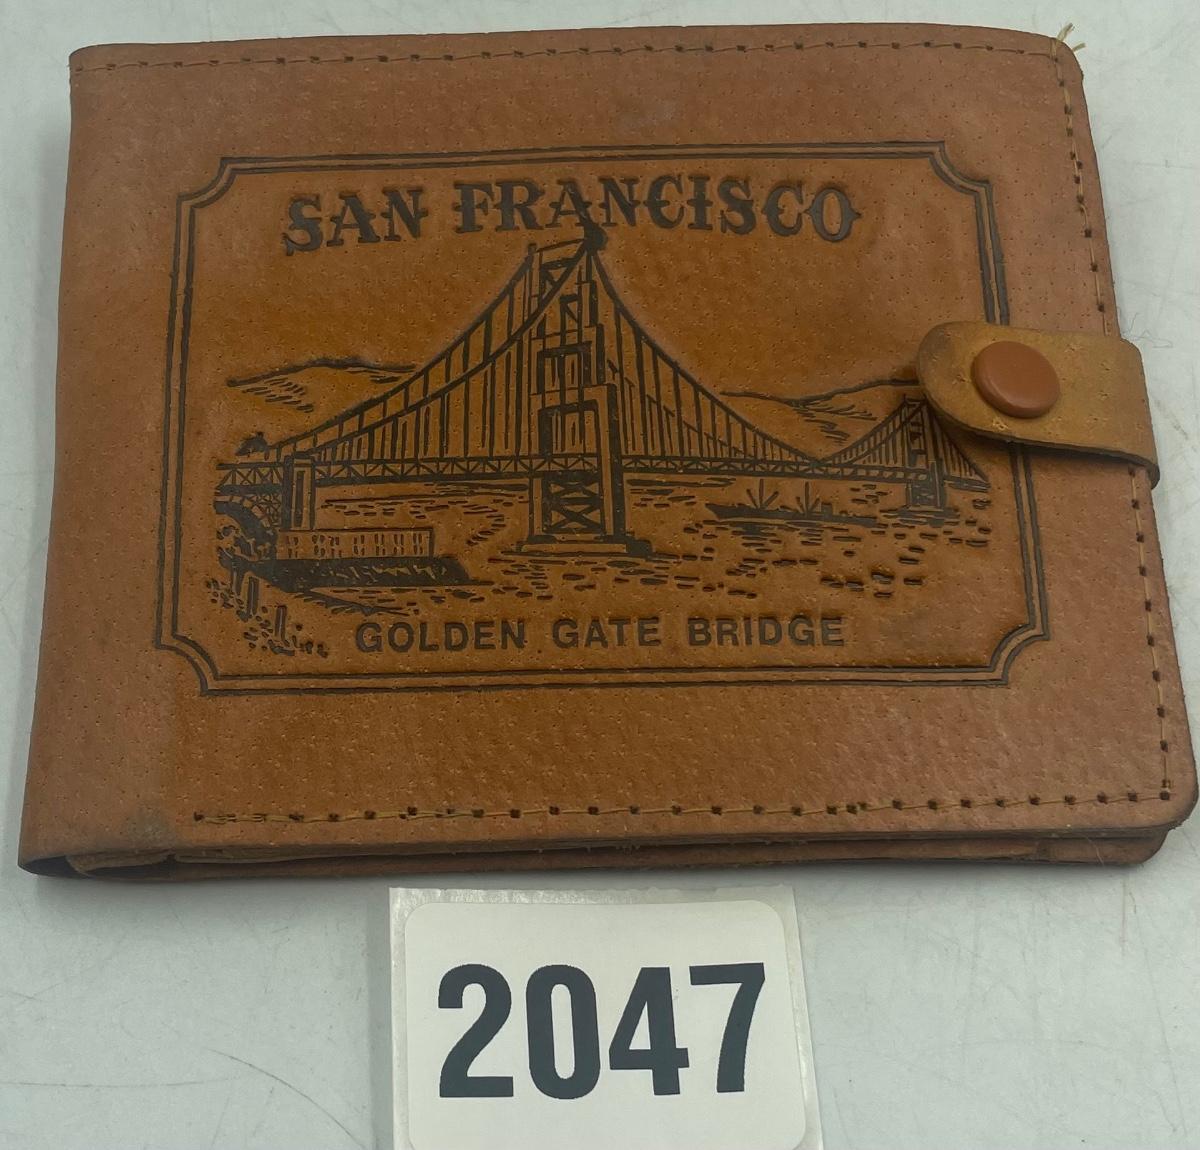 SAN FRANCISCO
GOLDEN GATE BRIDGE
2047